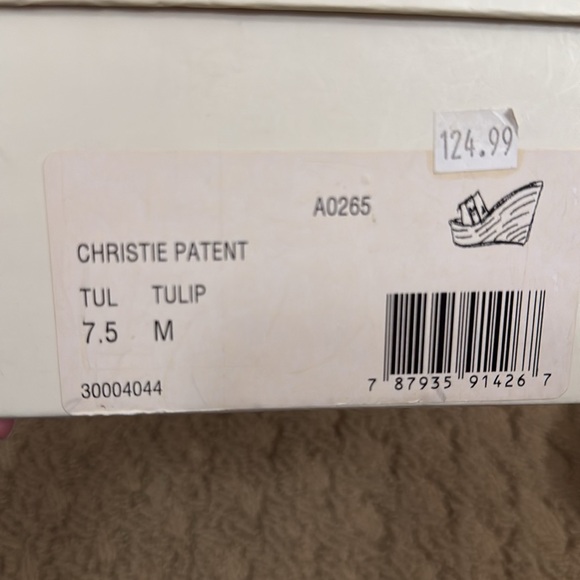 124.99
A0265
CHRISTIE PATENT
TUL TULIP
7.5 M
30004044
7 87935 91426 7